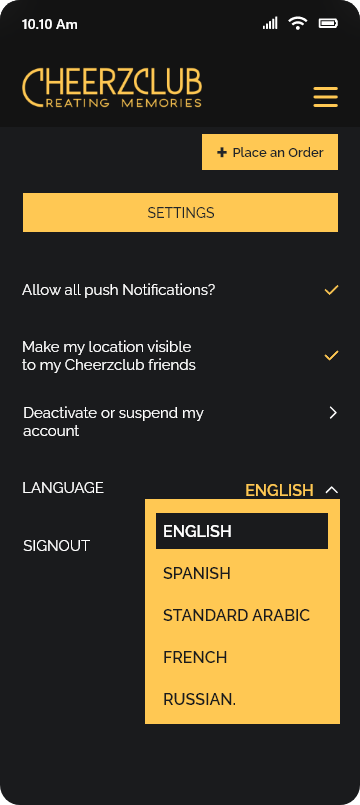 10.10 Am
CHEERZCLUB
CREATING MEMORIES
Place an Order
SETTINGS
Allow all push Notifications?
Make my location visible
to my Cheerzclub friends
Deactivate or suspend my
account
LANGUAGE
ENGLISH
SIGNOUT
ENGLISH
SPANISH
STANDARD ARABIC
FRENCH
RUSSIAN.